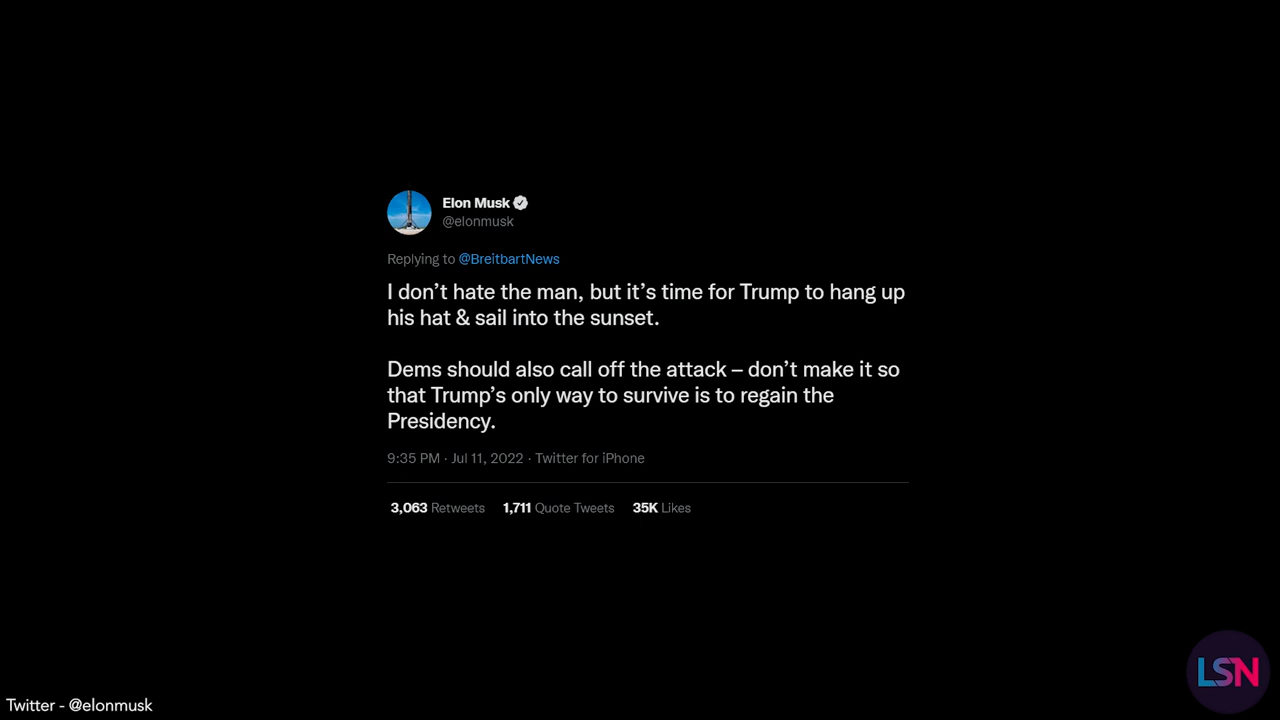 Elon Musk
@elonmusk
Replying to @BreitbartNews
I don’t hate the man, but it’s time for Trump to hang up
his hat & sail into the sunset.
Dems should also call off the attack – don’t make it so
that Trump’s only way to survive is to regain the
Presidency.
9:35 PM · Jul 11, 2022 · Twitter for iPhone
3,063 Retweets 1,711 Quote Tweets 35K Likes
LSN
Twitter - @elonmusk